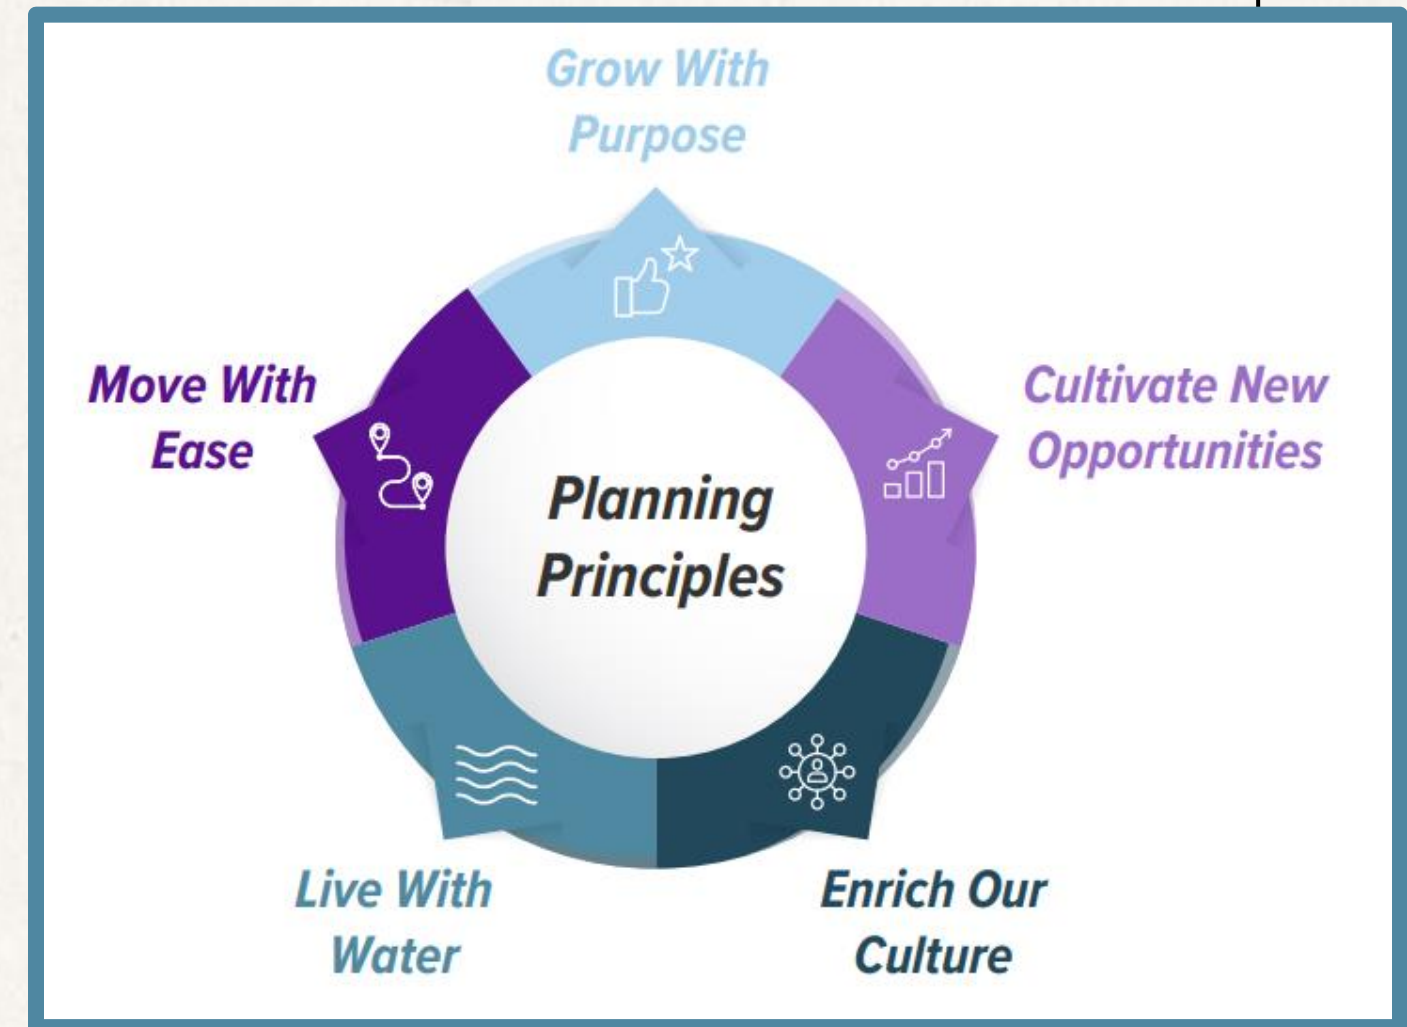 Grow With
Purpose
Move With
Ease
Cultivate New
Opportunities
Planning
Principles
Live With
Water
Enrich Our
Culture